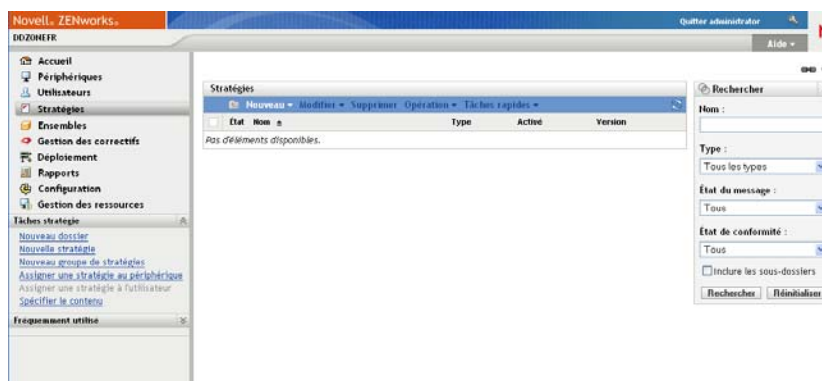 Novell® ZENworks®
Quitter administrator
DDZONEFR
Aide
Accueil
Périphériques
Utilisateurs
Stratégies
Ensembles
Gestion des correctifs
Déploiement
Rapports
Configuration
Gestion des ressources
Tâches stratégie
Nouveau dossier
Nouvelle stratégie
Nouveau groupe de stratégies
Assigner une stratégie au périphérique
Assigner une stratégie à l'utilisateur
Spécifier le contenu
Fréquemment utilisé
Stratégies
Nouveau Modifier Supprimer Opération Tâches rapides
État Nom Type Activé Version
Pas d'éléments disponibles.
Rechercher
Nom :
Type :
Tous les types
État du message :
Tous
État de conformité :
Tous
Inclure les sous-dossiers
Rechercher Réinitialiser